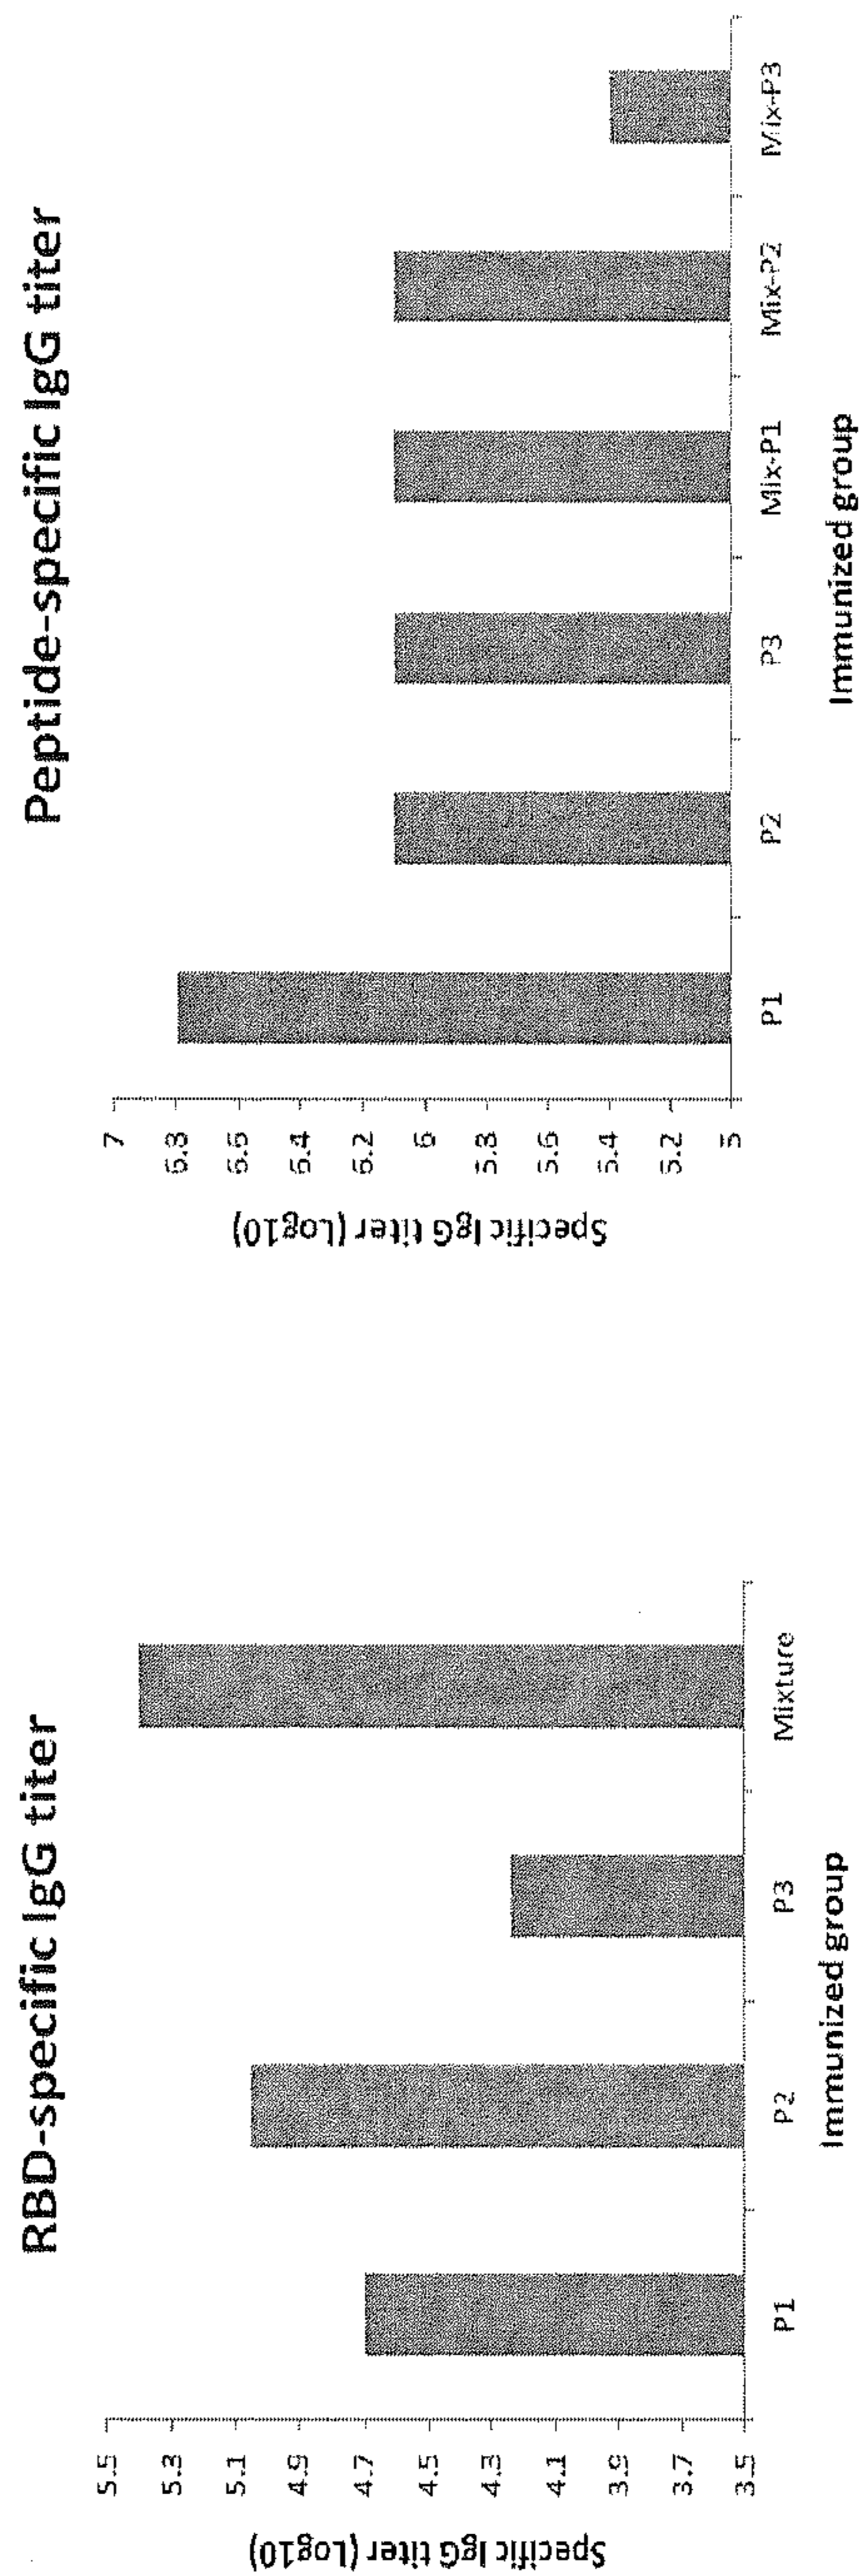 RBD-specific IgG titer
Specific IgG titer (Log10)
5.5
5.3
5.1
4.9
4.7
4.5
4.3
4.1
3.9
3.7
3.5
P1 P2 P3 Mixture
Immunized group
Peptide-specific IgG titer
Specific IgG titer (Log10)
7
6.8
6.6
6.4
6.2
6
5.8
5.6
5.4
5.2
5
P1 P2 P3 Mix-P1 Mix-P2 Mix-P3
Immunized group